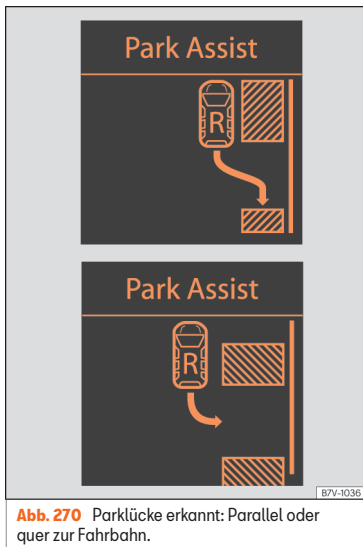 Park Assist
R
Park Assist
R
B7V-1036
Abb. 270 Parklücke erkannt: Parallel oder
quer zur Fahrbahn.